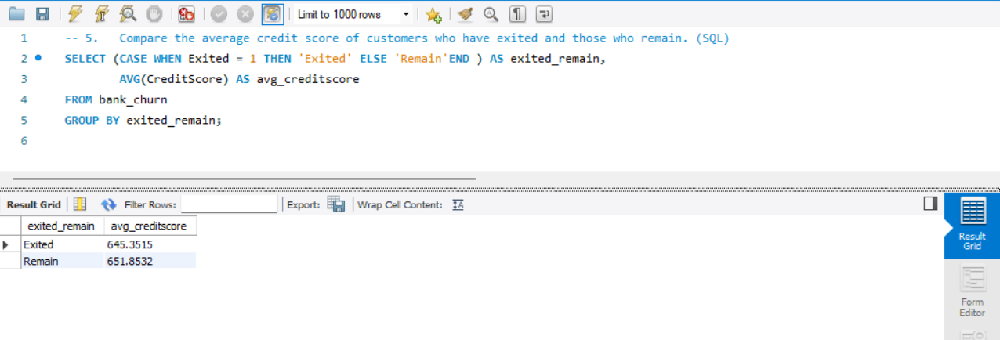 Limit to 1000 rows
1 -- 5. Compare the average credit score of customers who have exited and those who remain. (SQL)
2 SELECT (CASE WHEN Exited = 1 THEN 'Exited' ELSE 'Remain'END ) AS exited_remain,
3 AVG(CreditScore) AS avg_creditscore
4 FROM bank_churn
5 GROUP BY exited_remain;
6
Result Grid Filter Rows: Export: Wrap Cell Content: IA
exited_remain avg_creditscore
Exited 645.3515
Remain 651.8532
Result
Grid
Form
Editor